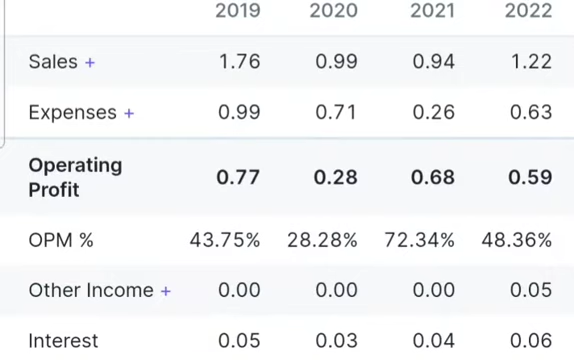 2019 2020 2021 2022
Sales + 1.76 0.99 0.94 1.22
Expenses + 0.99 0.71 0.26 0.63
Operating
Profit 0.77 0.28 0.68 0.59
OPM % 43.75% 28.28% 72.34% 48.36%
Other Income + 0.00 0.00 0.00 0.05
Interest 0.05 0.03 0.04 0.06